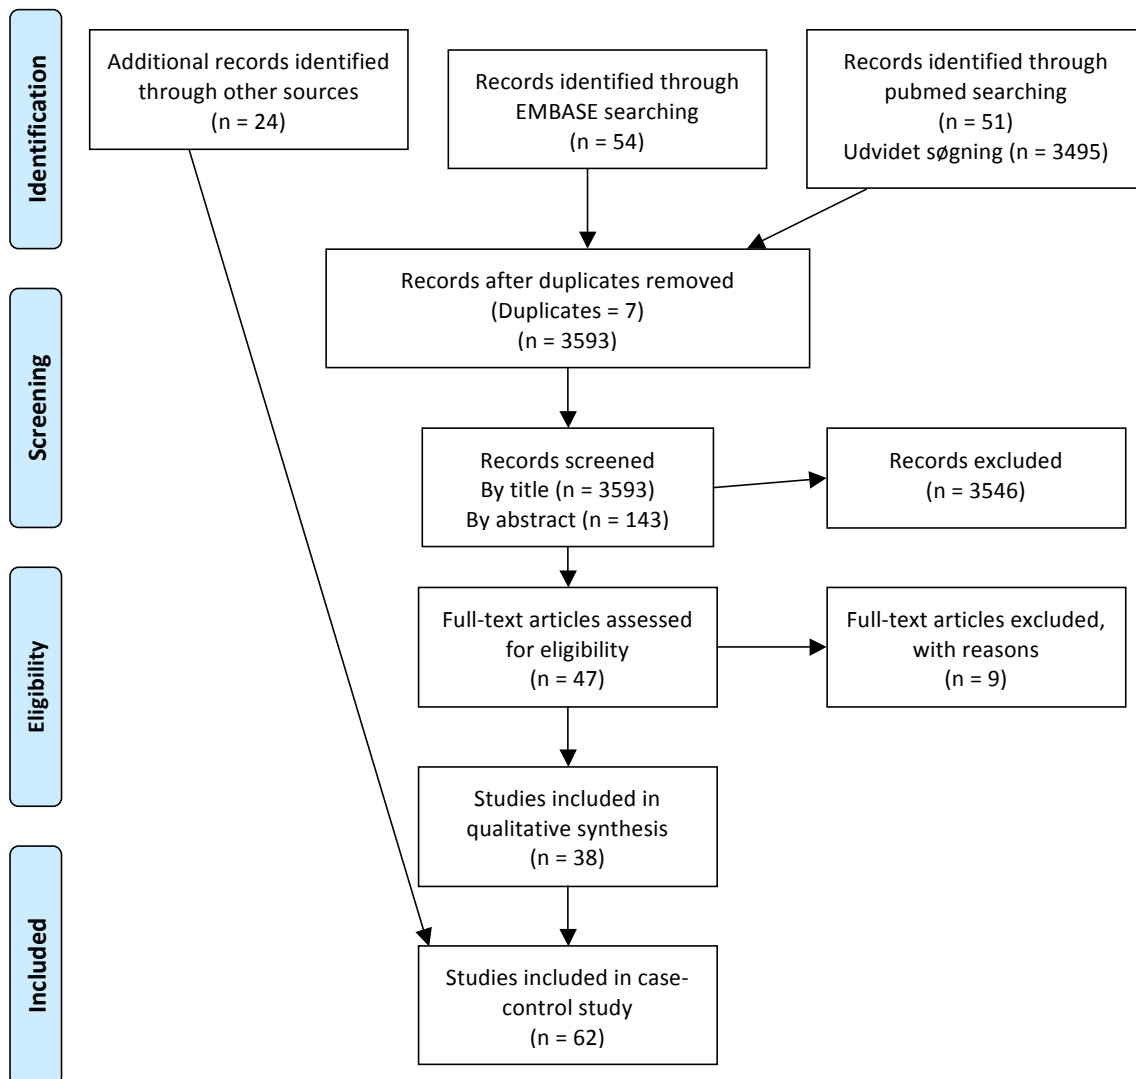 Identification
Additional records identified
through other sources
(n = 24)
Records identified through
EMBASE searching
(n = 54)
Records identified through
pubmed searching
(n = 51)
Udvidet søgning (n = 3495)
Records after duplicates removed
(Duplicates = 7)
(n = 3593)
Screening
Records screened
By title (n = 3593)
By abstract (n = 143)
Records excluded
(n = 3546)
Eligibility
Full-text articles assessed
for eligibility
(n = 47)
Full-text articles excluded,
with reasons
(n = 9)
Studies included in
qualitative synthesis
(n = 38)
Included
Studies included in case-
control study
(n = 62)